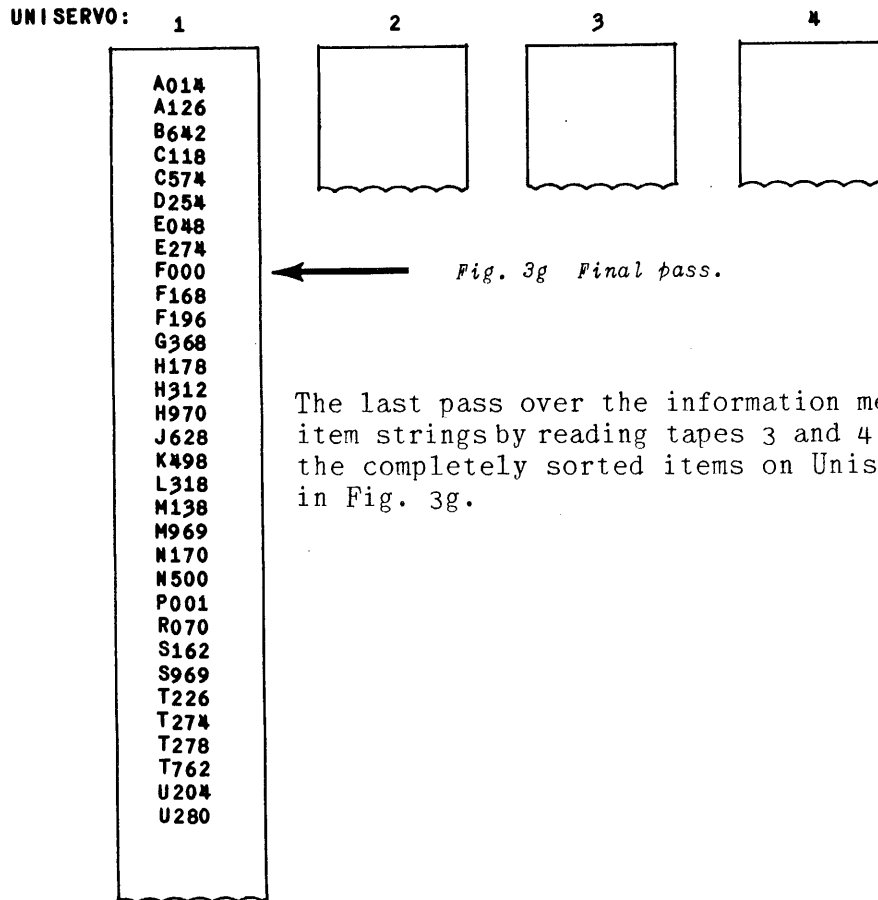 UNISERVO: 1 2 3 4
A014
A126
B642
C118
C574
D254
E048
E274
F000
F168
F196
G368
H178
H312
H970
J628
K498
L318
M138
M969
N170
N500
P001
R070
S162
S969
T226
T274
T278
T762
U204
U280
Fig. 3g Final pass.
The last pass over the information me
item strings by reading tapes 3 and 4
the completely sorted items on Unis
in Fig. 3g.